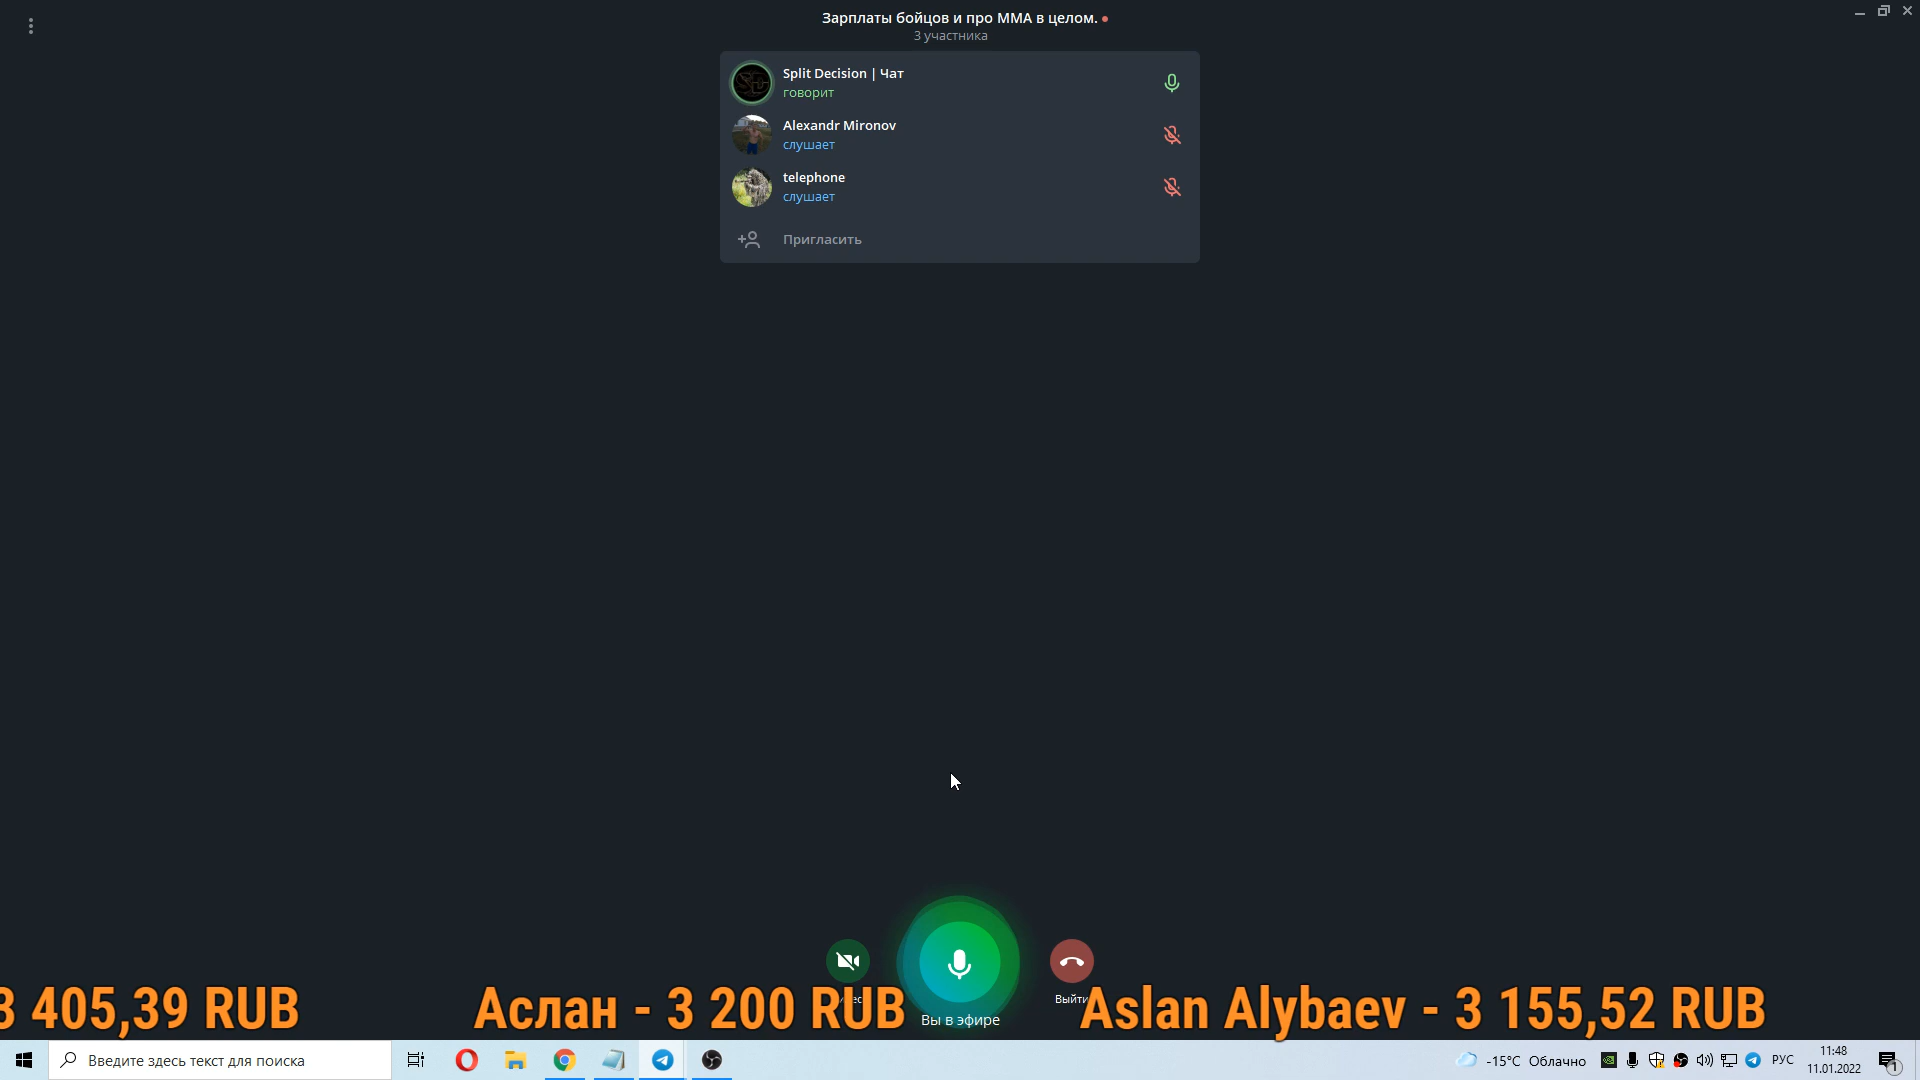 Зарплаты бойцов и про ММА в целом.
3 участника
Split Decision | Чат
говорит
Alexandr Mironov
слушает
telephone
слушает
Пригласить
Выйти
3 405,39 RUB
Аслан - 3 200 RUB
Aslan Alybaev - 3 155,52 RUB
Вы в эфире
Введите здесь текст для поиска
-15°C Облачно
РУС
11:48
11.01.2022
1